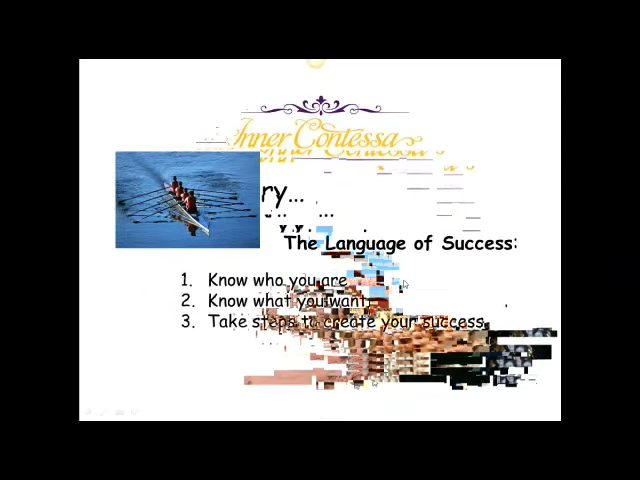 Inner Contessa
ry...
The Language of Success:
1. Know who you are
2. Know what you want
3. Take steps to create your success